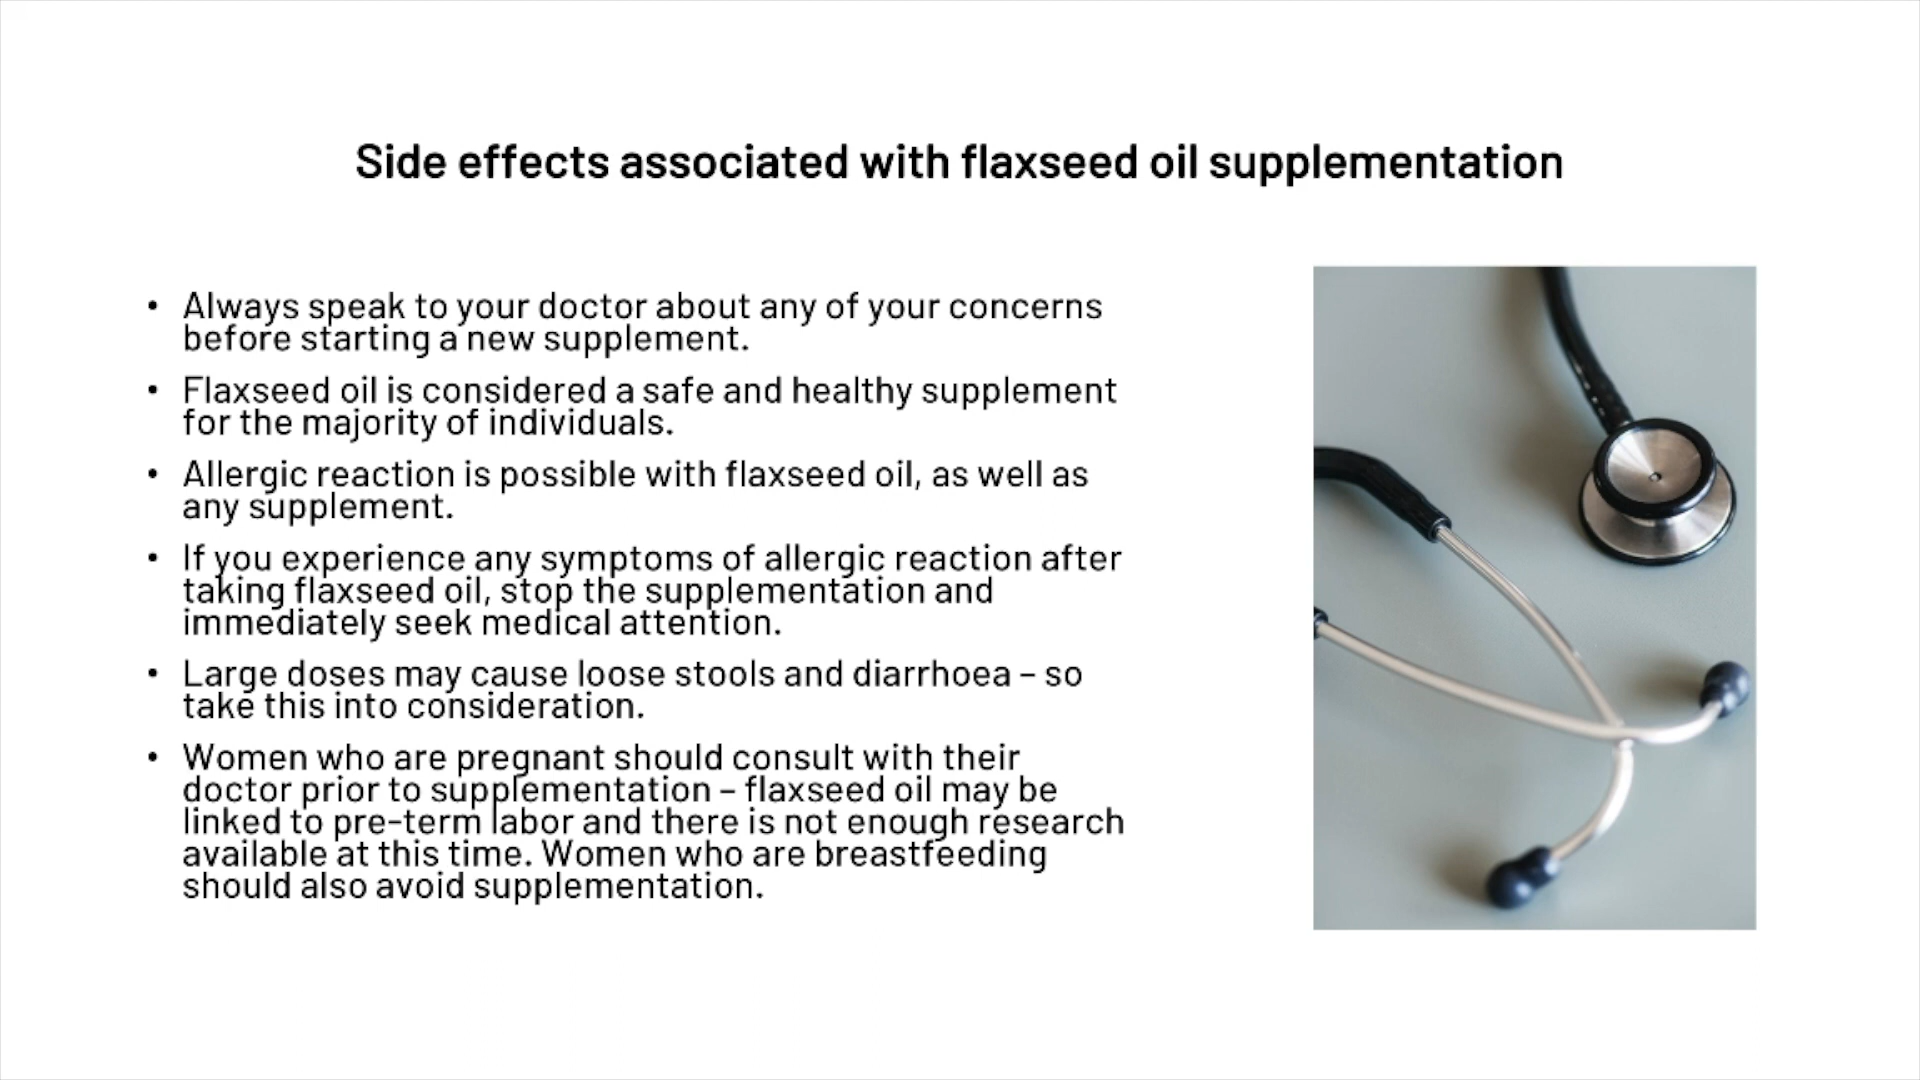 Side effects associated with flaxseed oil supplementation
• Always speak to your doctor about any of your concerns
before starting a new supplement.
• Flaxseed oil is considered a safe and healthy supplement
for the majority of individuals.
• Allergic reaction is possible with flaxseed oil, as well as
any supplement.
• If you experience any symptoms of allergic reaction after
taking flaxseed oil, stop the supplementation and
immediately seek medical attention.
• Large doses may cause loose stools and diarrhoea – so
take this into consideration.
• Women who are pregnant should consult with their
doctor prior to supplementation – flaxseed oil may be
linked to pre-term labor and there is not enough research
available at this time. Women who are breastfeeding
should also avoid supplementation.